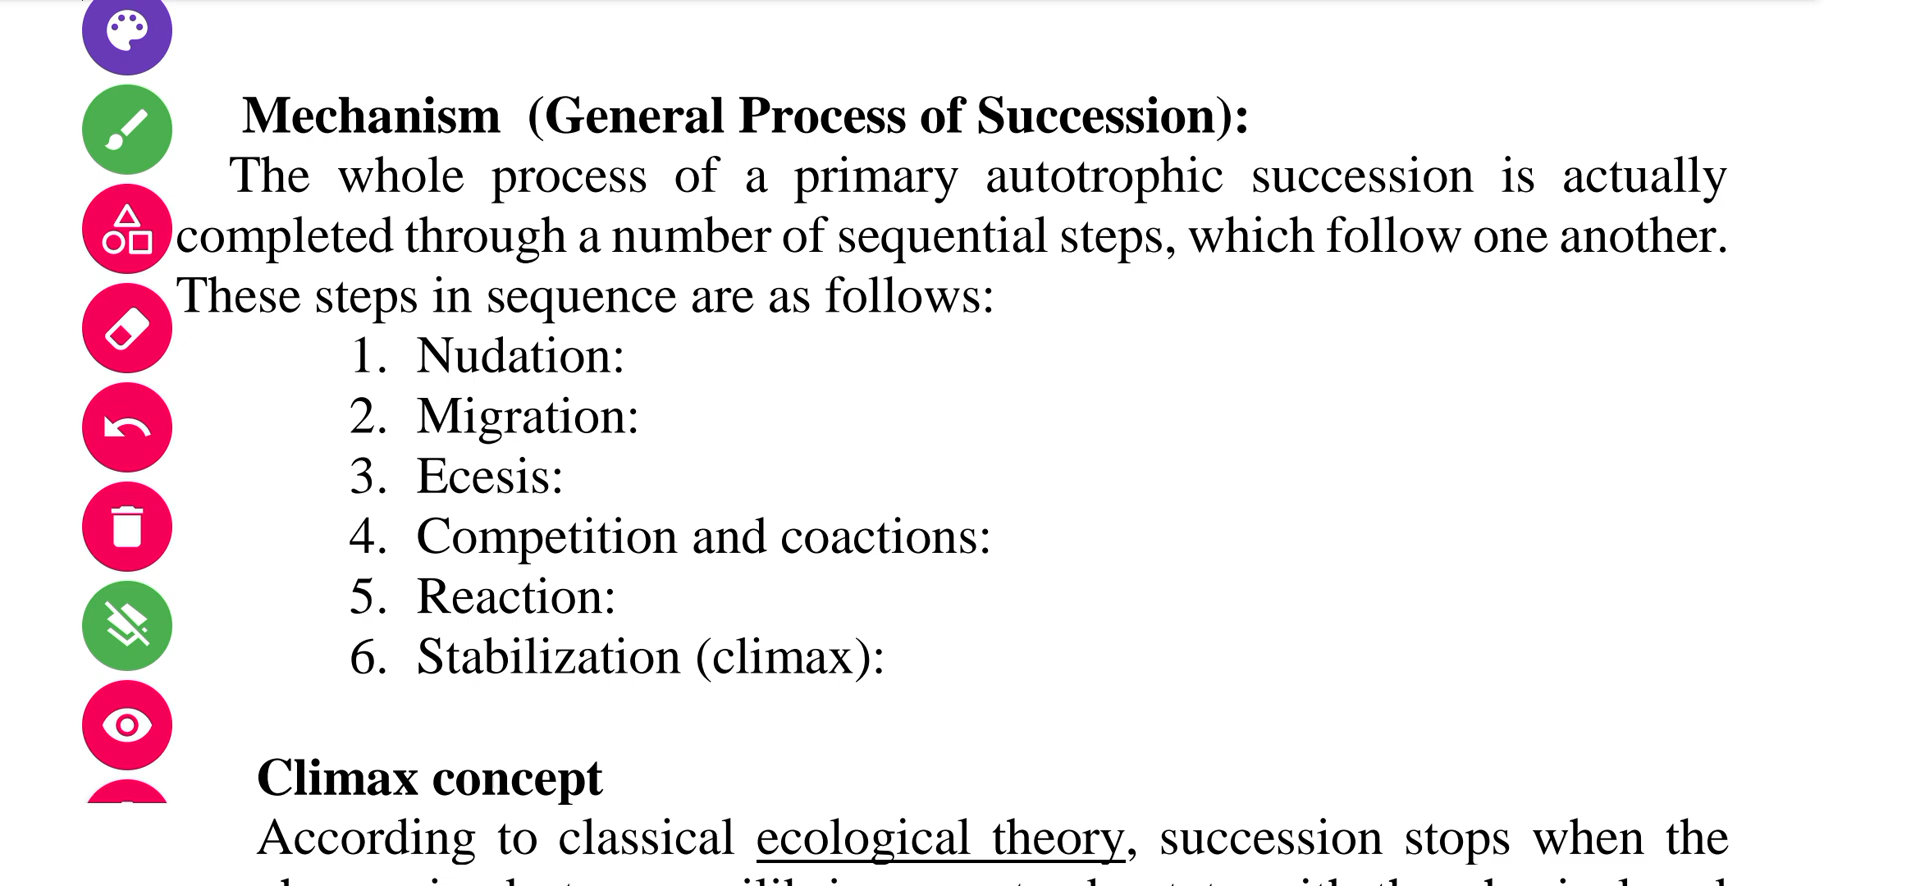 Mechanism (General Process of Succession):
The whole process of a primary autotrophic succession is actually
completed through a number of sequential steps, which follow one another.
These steps in sequence are as follows:
1. Nudation:
2. Migration:
3. Ecesis:
4. Competition and coactions:
5. Reaction:
6. Stabilization (climax):
Climax concept
According to classical ecological theory, succession stops when the